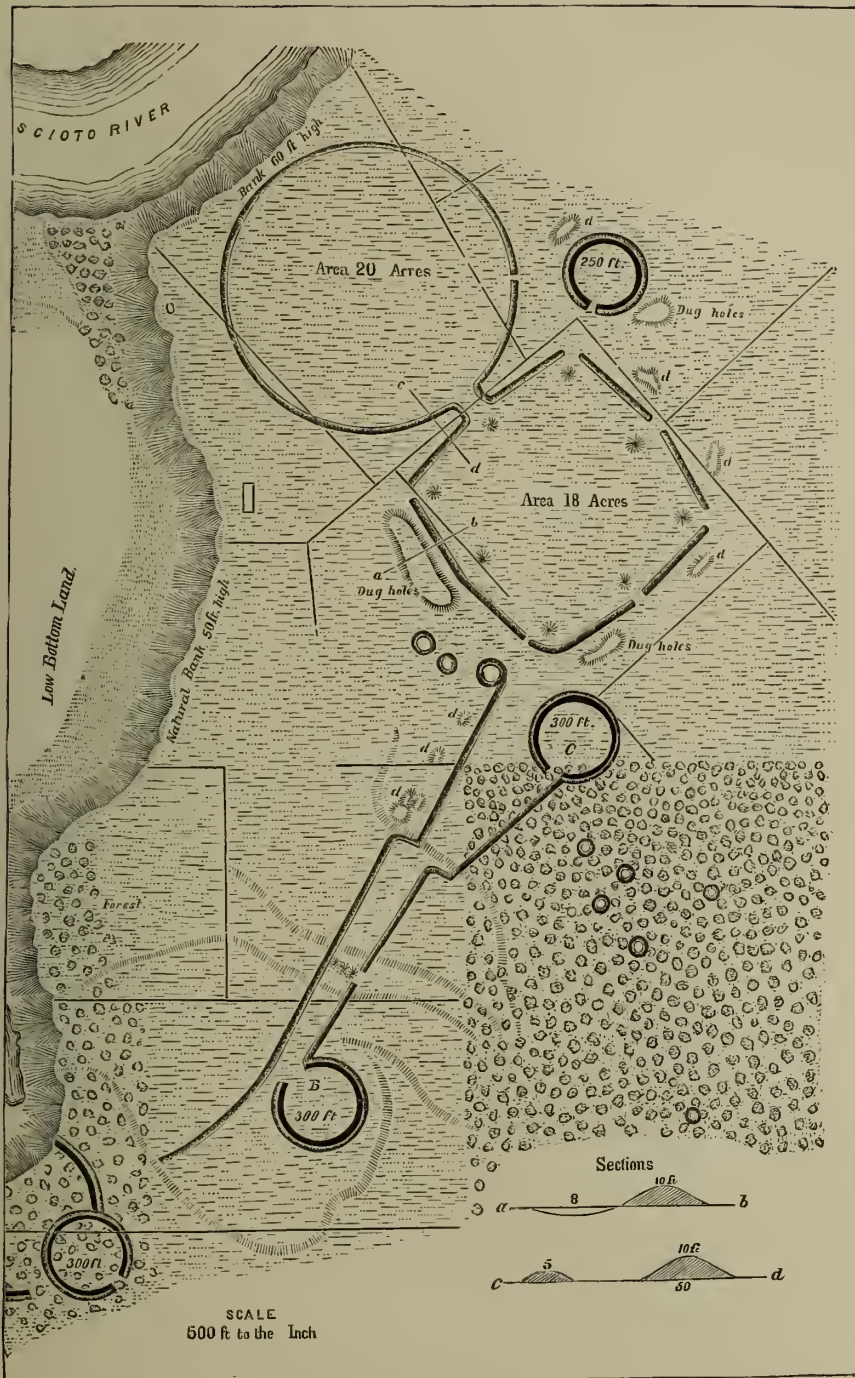 SCIOTO RIVER
Bank 60 ft high
d
Area 20 Acres
250 ft.
Dug holes
d
c
d
d
Area 18 Acres
b
a
Dug holes
d
Low Bottom Land.
Natural Bank 50 ft. high
Dug holes
d
300 ft.
C
d
d
Forest
B
300 ft
Sections
10 ft
a
8
b
300 ft
5
10 ft
c
50
d
SCALE
500 ft to the Inch